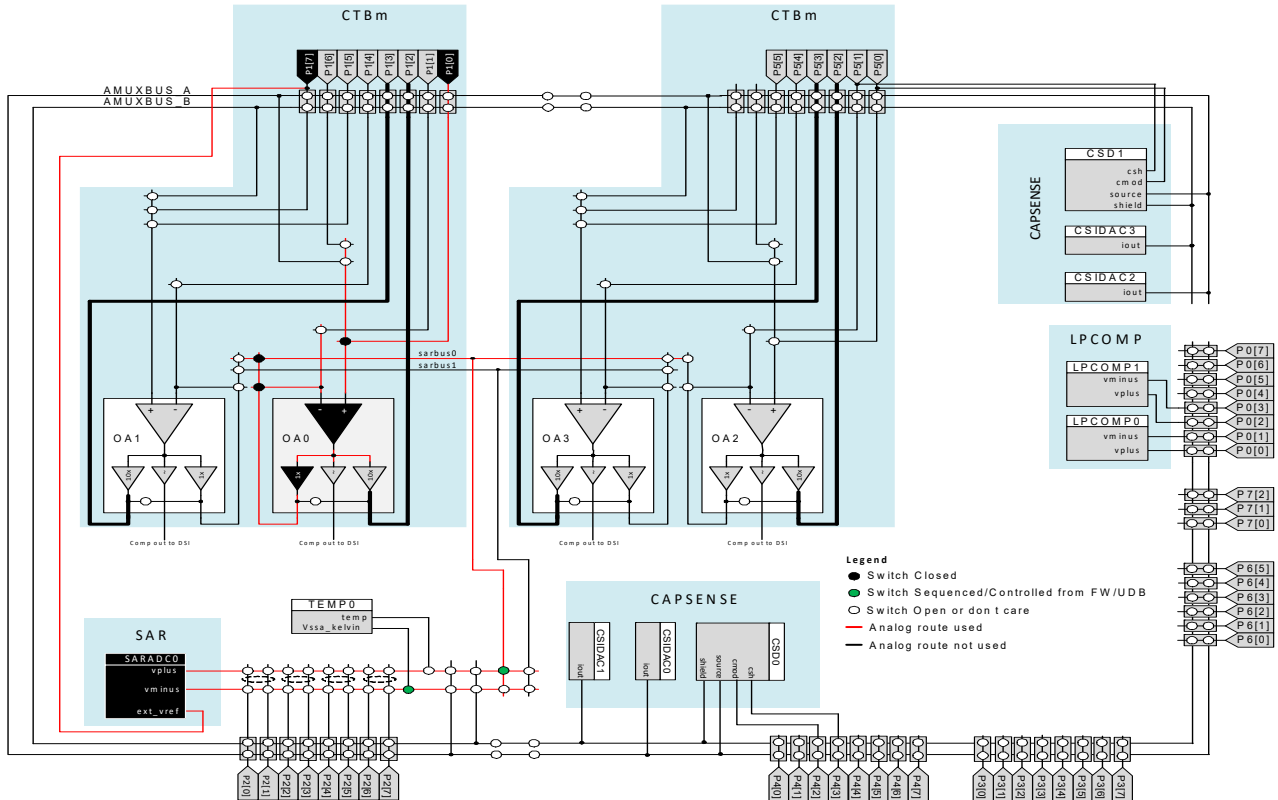 CTBm
CTBm
P1[7]
P1[6]
P1[5]
P1[4]
P1[3]
P1[2]
P1[1]
P1[0]
P5[5]
P5[4]
P5[3]
P5[2]
P5[1]
P5[0]
AMUXBUS_A
AMUXBUS_B
CAPSENSE
CSD1
csh
cmod
source
shield
CSIDAC3
iout
CSIDAC2
iout
LPCOMP
LPCOMP1
vminus
vplus
LPCOMP0
vminus
vplus
P0[7]
P0[6]
P0[5]
P0[4]
P0[3]
P0[2]
P0[1]
P0[0]
P7[2]
P7[1]
P7[0]
P6[5]
P6[4]
P6[3]
P6[2]
P6[1]
P6[0]
sarbus0
sarbus1
+ -
OA1
10x
~
1x
Comp out to DSI
- +
OA0
1x
~
10x
Comp out to DSI
+ -
OA3
10x
~
1x
Comp out to DSI
- +
OA2
1x
~
10x
Comp out to DSI
Legend
Switch Closed
Switch Sequenced/Controlled from FW/UDB
Switch Open or don t care
Analog route used
Analog route not used
TEMP0
temp
Vssa_kelvin
SAR
SARADC0
vplus
vminus
ext_vref
CAPSENSE
CSIDAC1
iout
CSIDAC0
iout
CSD0
shield
source
cmod
csh
P2[0]
P2[1]
P2[2]
P2[3]
P2[4]
P2[5]
P2[6]
P2[7]
P4[0]
P4[1]
P4[2]
P4[3]
P4[4]
P4[5]
P4[6]
P4[7]
P3[0]
P3[1]
P3[2]
P3[3]
P3[4]
P3[5]
P3[6]
P3[7]